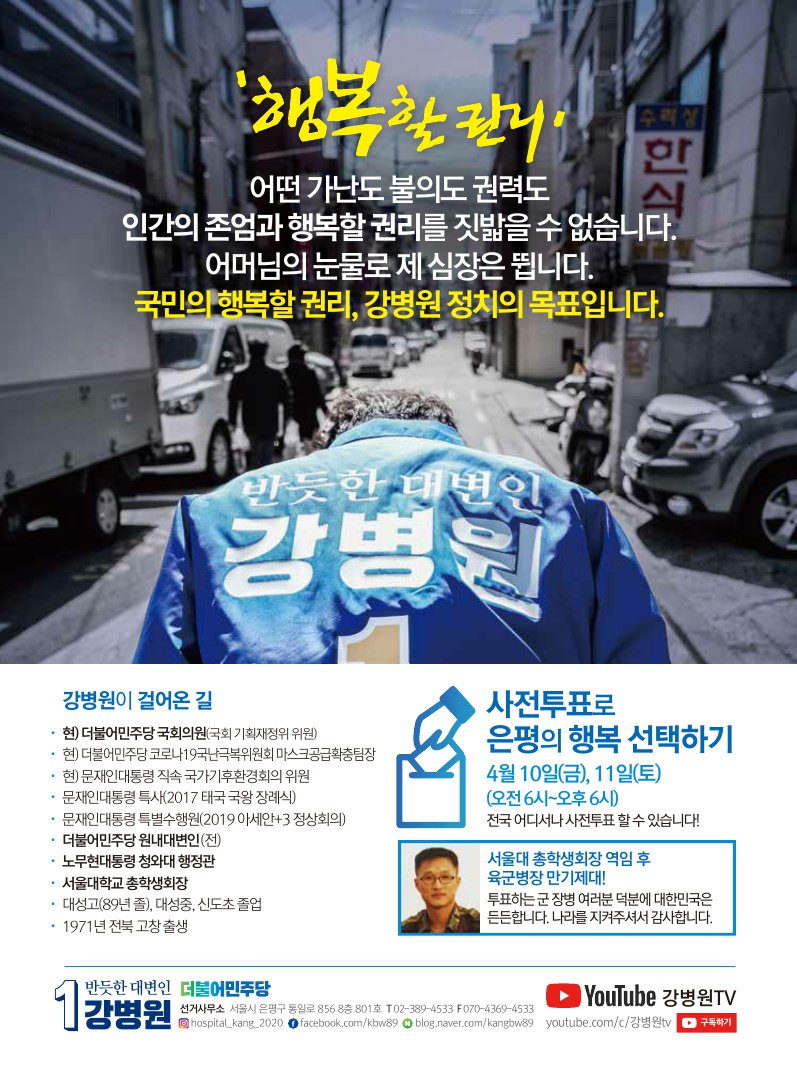 '행복할 권리'
어떤 가난도 불의도 권력도
인간의 존엄과 행복할 권리를 짓밟을 수 없습니다.
어머님의 눈물로 제 심장은 뜁니다.
국민의 행복할 권리, 강병원 정치의 목표입니다.
수라상
한식
반듯한 대변인
강병원
1
강병원이 걸어온 길
· 현) 더불어민주당 국회의원(국회 기획재정위 위원)
· 현) 더불어민주당 코로나19국난극복위원회 마스크공급확충팀장
· 현) 문재인대통령 직속 국가기후환경회의 위원
· 문재인대통령 특사(2017 태국 국왕 장례식)
· 문재인대통령 특별수행원(2019 아세안+3 정상회의)
· 더불어민주당 원내대변인(전)
· 노무현대통령 청와대 행정관
· 서울대학교 총학생회장
· 대성고(89년 졸), 대성중, 신도초 졸업
· 1971년 전북 고창 출생
사전투표로
은평의 행복 선택하기
4월 10일(금), 11일(토)
(오전 6시~오후 6시)
전국 어디서나 사전투표 할 수 있습니다!
서울대 총학생회장 역임 후
육군병장 만기제대!
투표하는 군 장병 여러분 덕분에 대한민국은
든든합니다. 나라를 지켜주셔서 감사합니다.
1 반듯한 대변인
강병원
더불어민주당
선거사무소 서울시 은평구 통일로 856 8층 801호 T 02-389-4533 F 070-4369-4533
hospital_kang_2020 facebook.com/kbw89 blog.naver.com/kangbw89
YouTube 강병원TV
youtube.com/c/강병원tv 구독하기